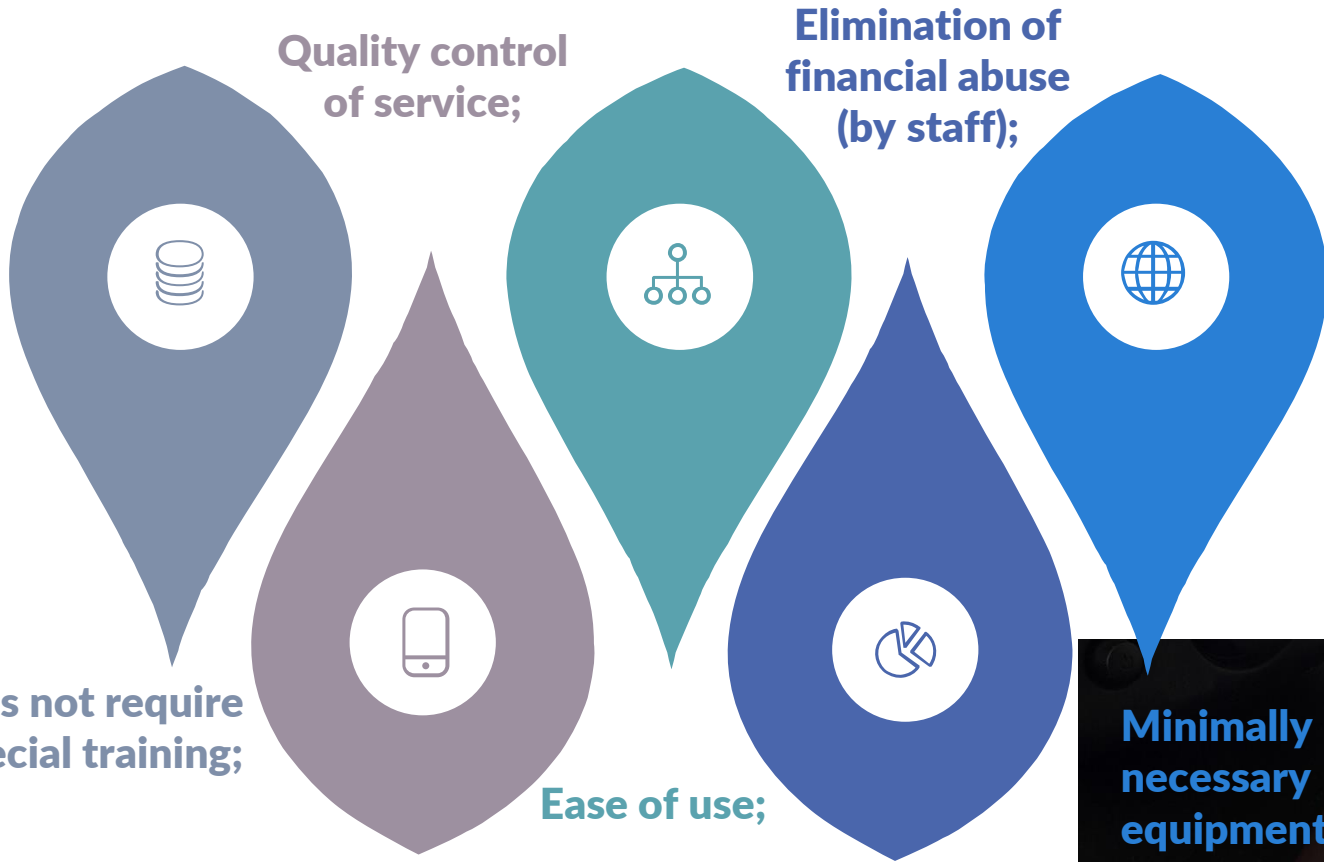 Quality control
of service;
Elimination of
financial abuse
(by staff);
s not require
ecial training;
Ease of use;
Minimally
necessary
equipment